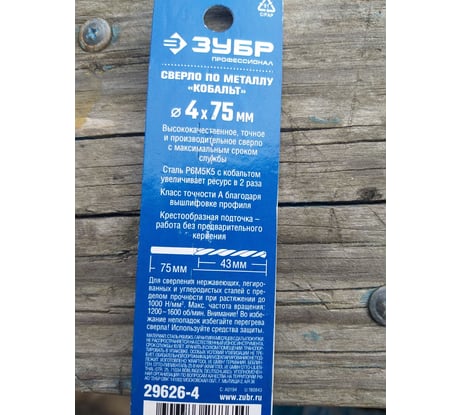 ЗУБР
ПРОФЕССИОНАЛ
СВЕРЛО ПО МЕТАЛЛУ
«КОБАЛЬТ»
Ø 4 x 75 ММ
Высококачественное, точное
и производительное сверло
с максимальным сроком
службы
Сталь Р6М5К5 с кобальтом
увеличивает ресурс в 2 раза
Класс точности А благодаря
вышлифовке профиля
Крестообразная подточка –
работа без предварительного
кернения
75 ММ
43 ММ
Для сверления нержавеющих, легиро-
ванных и углеродистых сталей с пре-
делом прочности при растяжении до
1000 Н/мм². Макс. частота вращения:
1200–1600 об/мин. Внимание! Во избе-
жание неполадок избегайте перегрева
сверла! Используйте средства защиты.
29626-4
www.zubr.ru